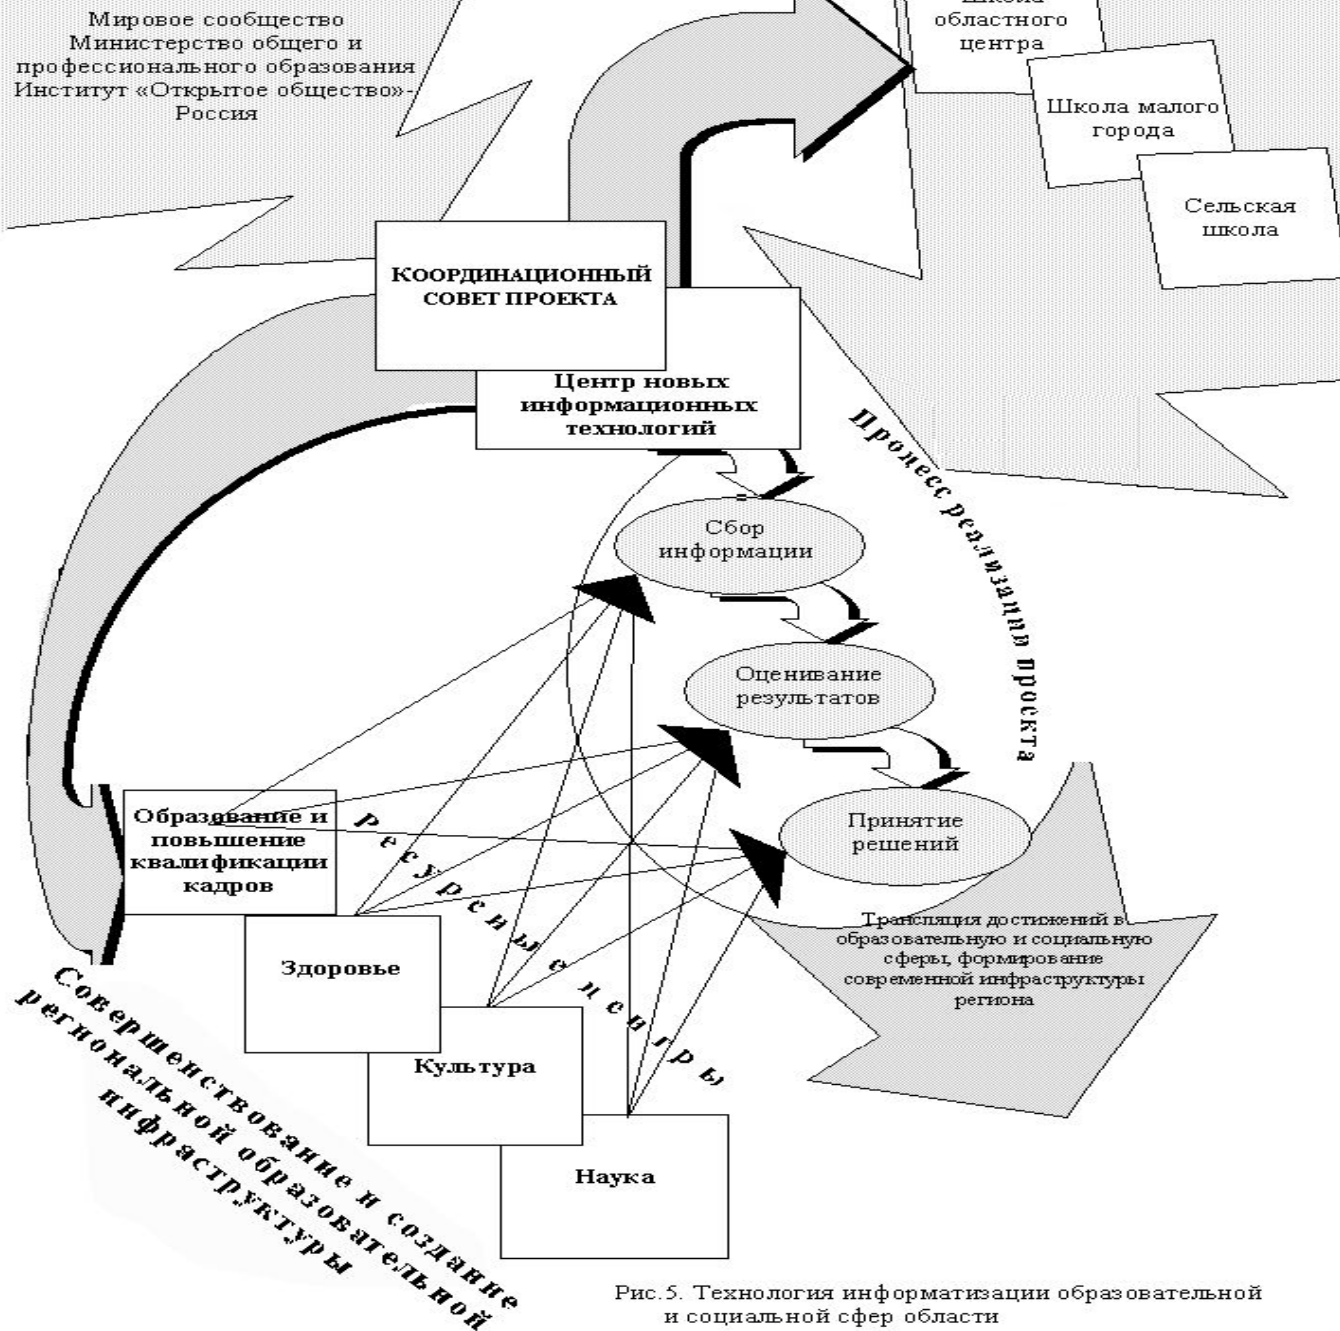 Мировое сообщество
Министерство общего и
профессионального образования
Институт «Открытое общество»-
Россия
Школа
областного
центра
Школа малого
города
Сельская
школа
КООРДИНАЦИОННЫЙ
СОВЕТ ПРОЕКТА
Центр новых
информационных
технологий
Процесс реализации проекта
Сбор
информации
Оценивание
результатов
Принятие
решений
Образование и
повышение
квалификации
кадров
Ресурсные центры
Здоровье
Культура
Наука
Трансляция достижений в
образовательную и социальную
сферы, формирование
современной инфраструктуры
региона
Совершенствование и создание
региональной образовательной
инфраструктуры
Рис.5. Технология информатизации образовательной
и социальной сфер области